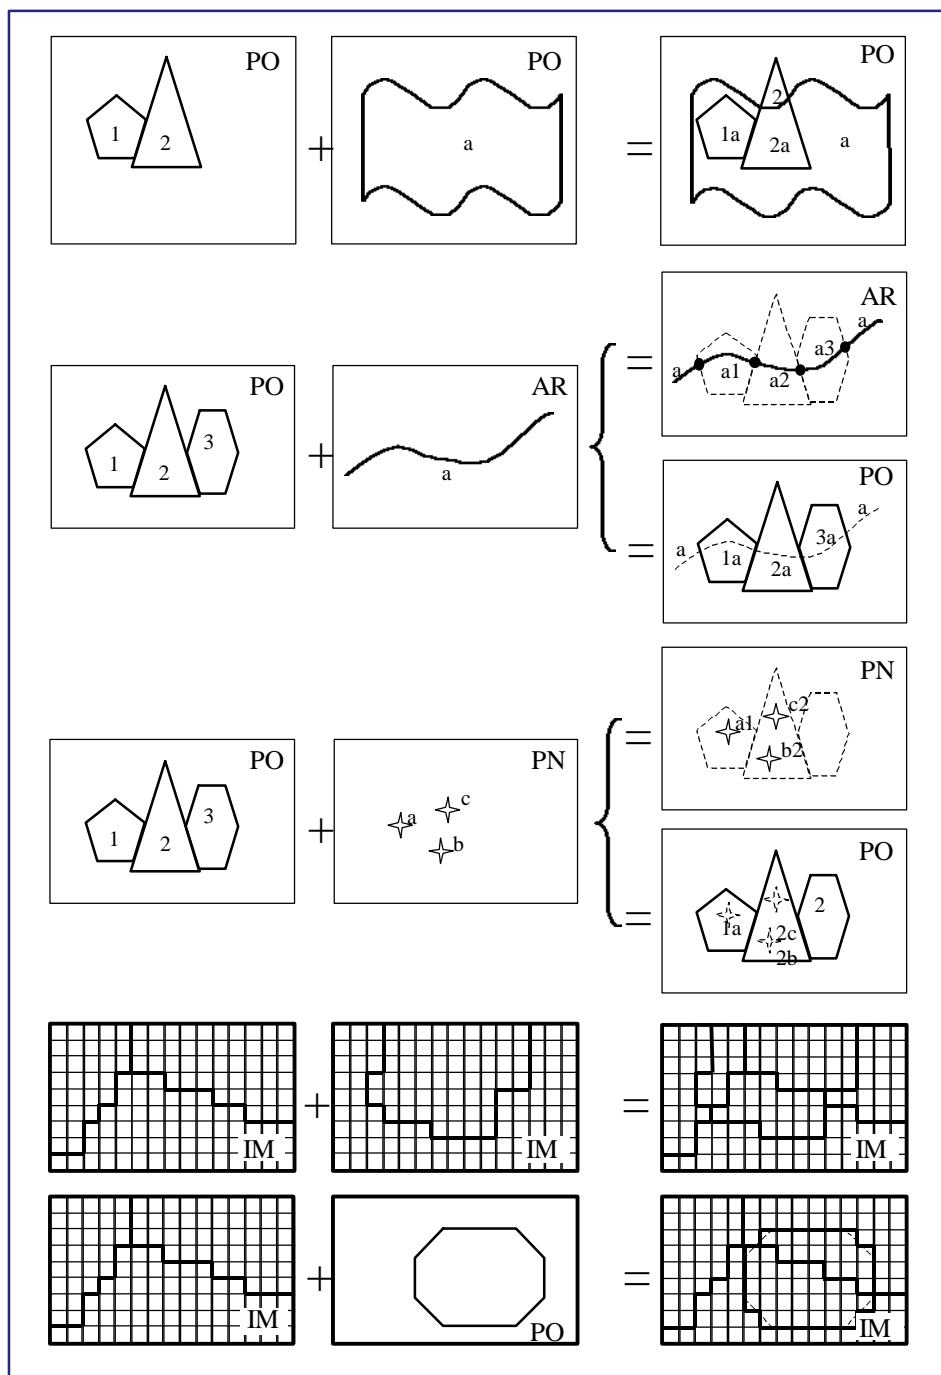 PO PO PO
1 2 + a = 2 1a 2a a
AR
a a1 a2 a3 a
PO AR =
1 2 3 + a
PO
= a 1a 2a 3a a
PN
a1 c2 b2
PO PN =
1 2 3 + a c b
PO
= 1a 2c 2b 2
+ =
IM IM IM
+ =
IM PO IM